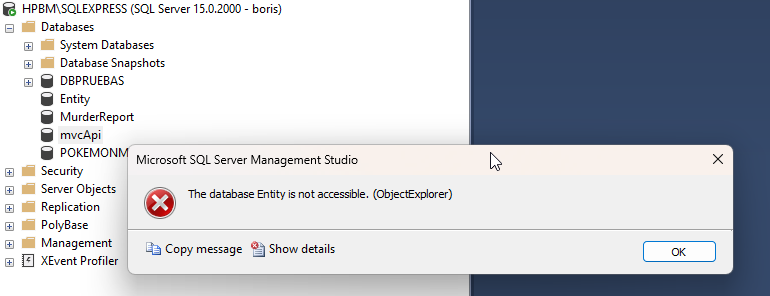 HPBM\SQLEXPRESS (SQL Server 15.0.2000 - boris)
Databases
System Databases
Database Snapshots
DBPRUEBAS
Entity
MurderReport
mvcApi
POKEMONM
Security
Server Objects
Replication
PolyBase
Management
XEvent Profiler
Microsoft SQL Server Management Studio
The database Entity is not accessible. (ObjectExplorer)
Copy message
Show details
OK